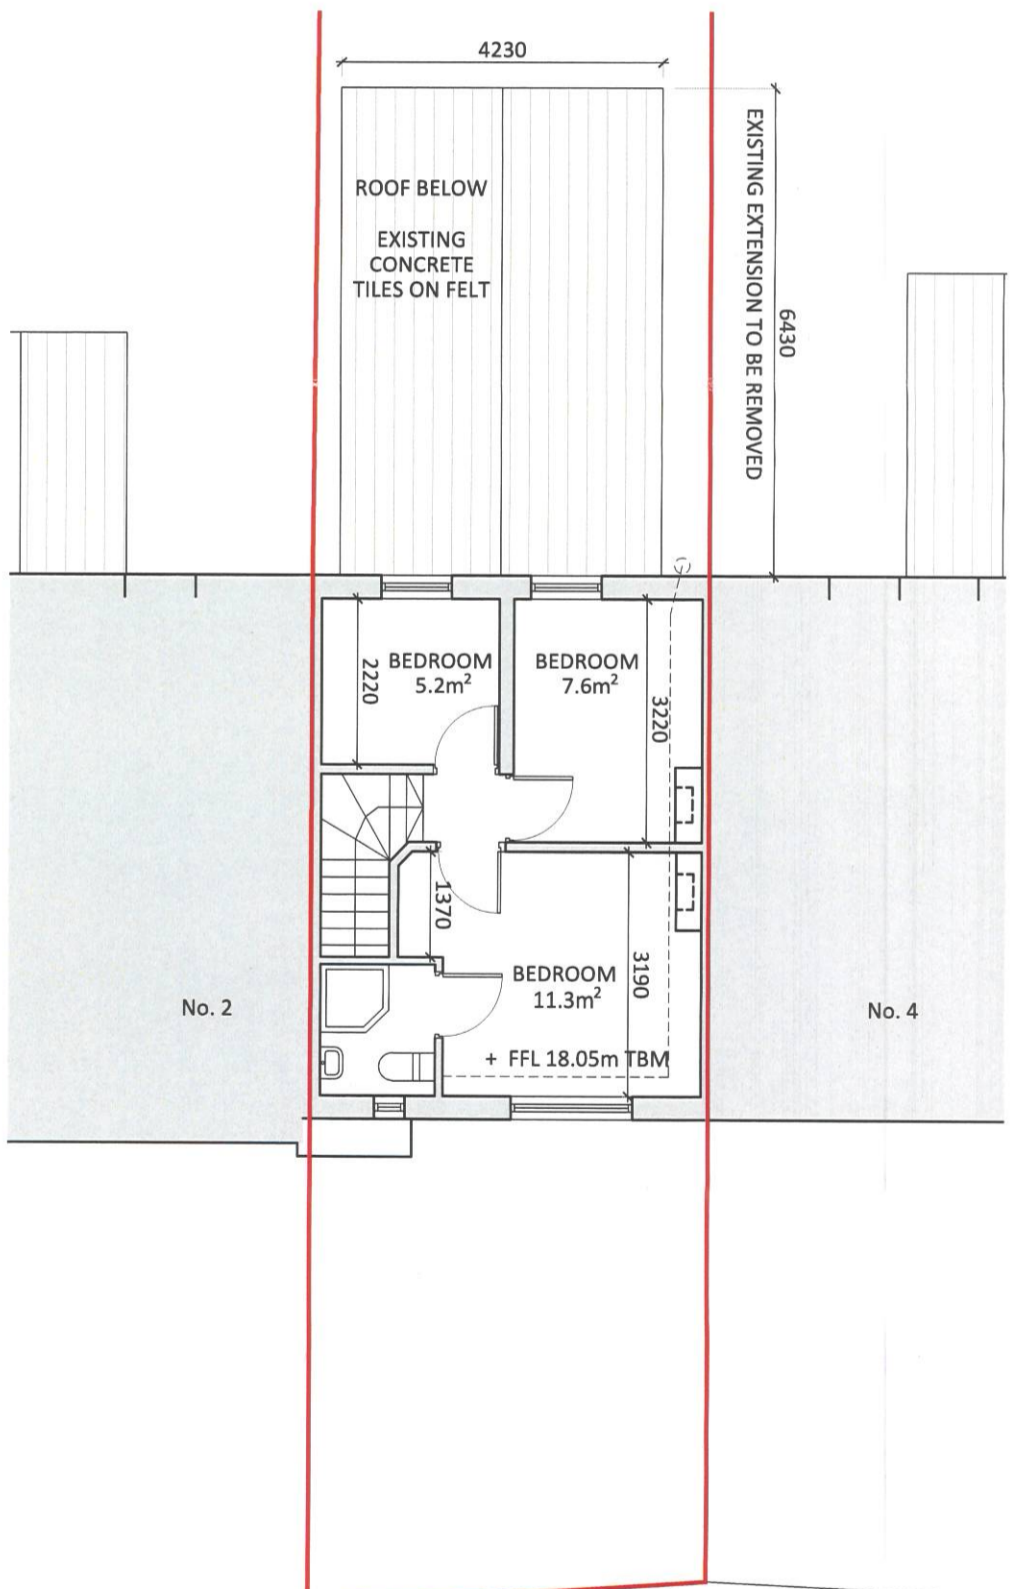 4230
ROOF BELOW
EXISTING
CONCRETE
TILES ON FELT
EXISTING EXTENSION TO BE REMOVED
6430
BEDROOM
5.2m²
2220
BEDROOM
7.6m²
3220
1370
BEDROOM
11.3m²
3190
+ FFL 18.05m TBM
No. 2
No. 4